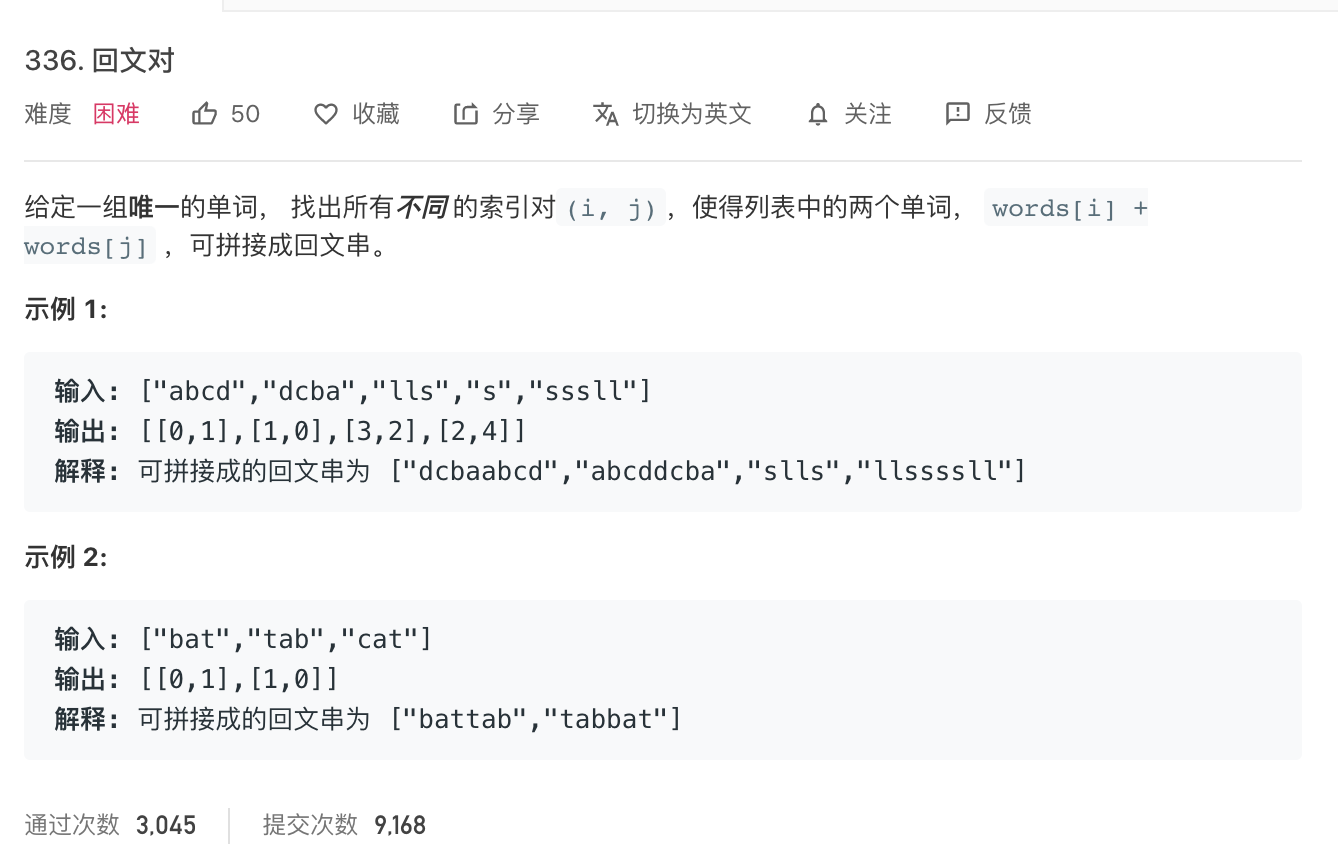 336. 回文对
难度 困难 50 收藏 分享 切换为英文 关注 反馈
给定一组唯一的单词， 找出所有不同 的索引对 (i, j)，使得列表中的两个单词， words[i] +
words[j] ，可拼接成回文串。
示例 1:
输入: ["abcd","dcba","lls","s","sssll"]
输出: [[0,1],[1,0],[3,2],[2,4]]
解释: 可拼接成的回文串为 ["dcbaabcd","abcddcba","slls","llssssll"]
示例 2:
输入: ["bat","tab","cat"]
输出: [[0,1],[1,0]]
解释: 可拼接成的回文串为 ["battab","tabbat"]
通过次数 3,045 提交次数 9,168